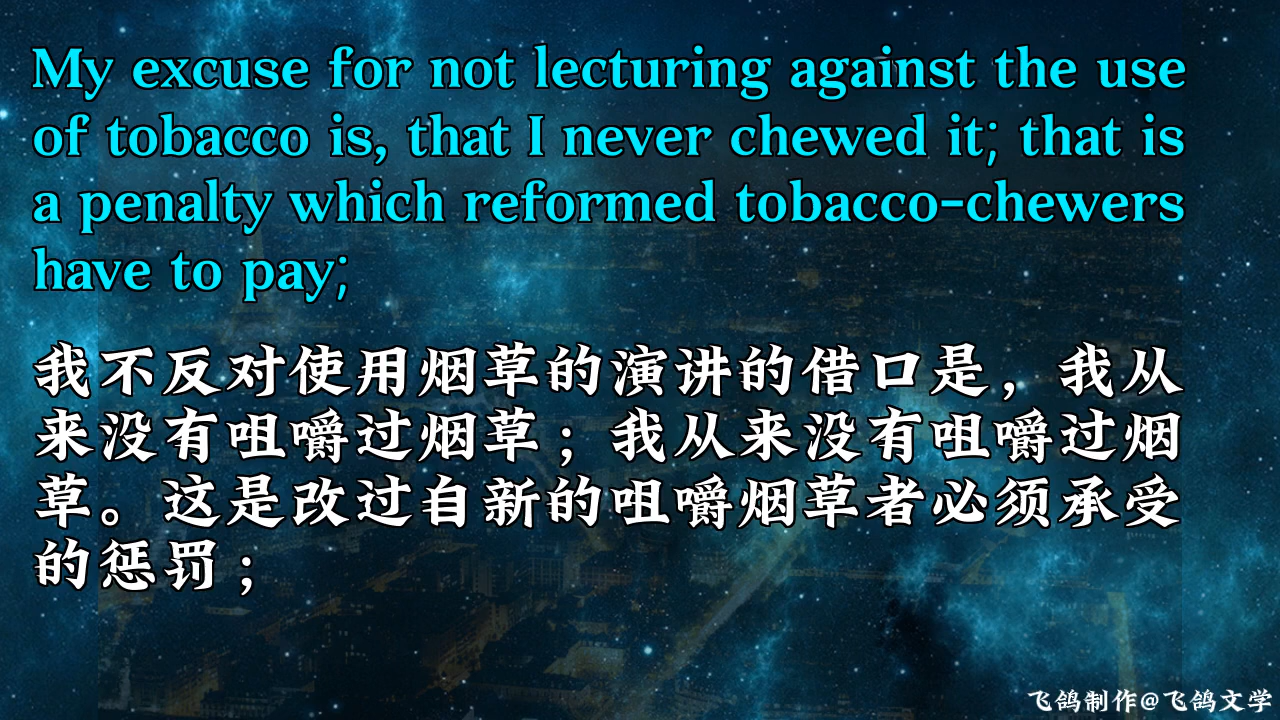 My excuse for not lecturing against the use
of tobacco is, that I never chewed it; that is
a penalty which reformed tobacco-chewers
have to pay;
我不反对使用烟草的演讲的借口是，我从
来没有咀嚼过烟草；我从来没有咀嚼过烟
草。这是改过自新的咀嚼烟草者必须承受
的惩罚；
飞鸽制作@飞鸽文学